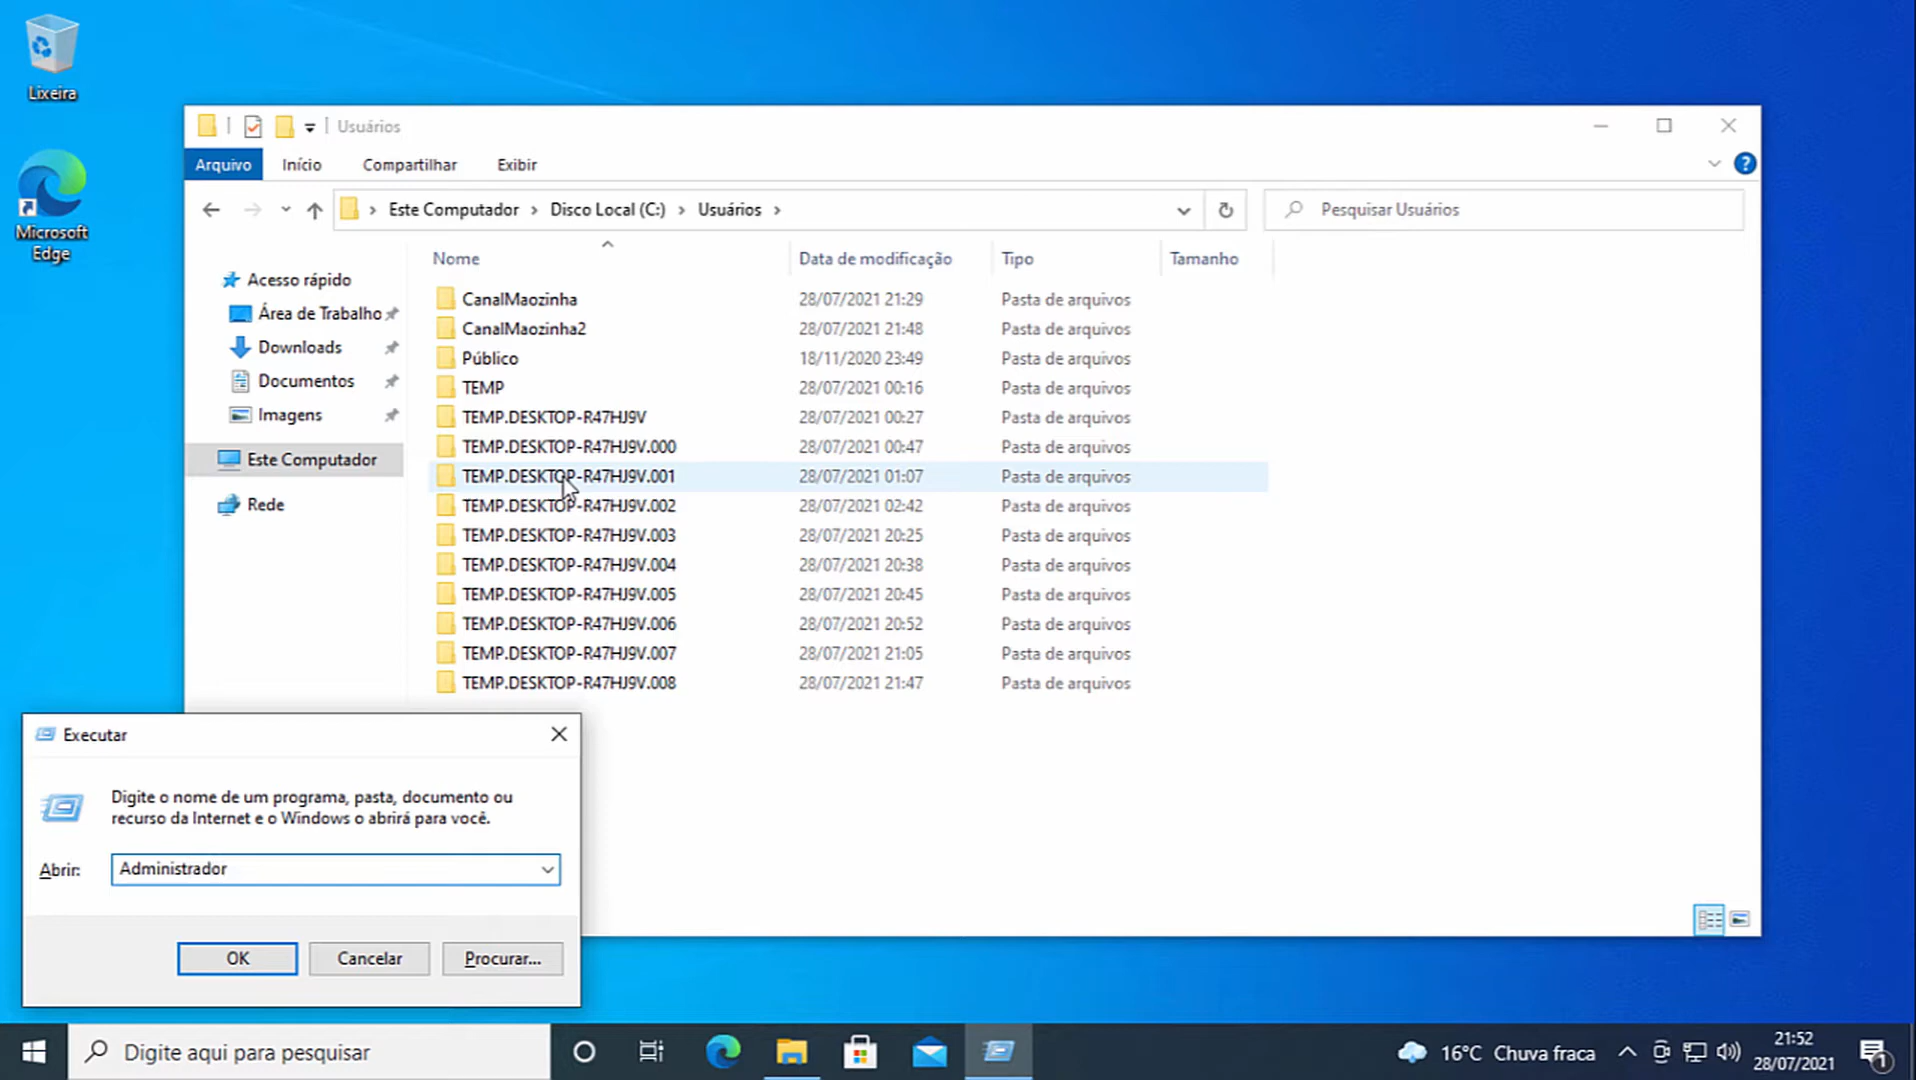 Lixeira
Microsoft
Edge
Usuários
Arquivo
Início
Compartilhar
Exibir
Este Computador
Disco Local (C:)
Usuários
Pesquisar Usuários
Acesso rápido
Área de Trabalho
Downloads
Documentos
Imagens
Este Computador
Rede
Nome Data de modificação Tipo Tamanho
CanalMaozinha 28/07/2021 21:29 Pasta de arquivos
CanalMaozinha2 28/07/2021 21:48 Pasta de arquivos
Público 18/11/2020 23:49 Pasta de arquivos
TEMP 28/07/2021 00:16 Pasta de arquivos
TEMP.DESKTOP-R47HJ9V 28/07/2021 00:27 Pasta de arquivos
TEMP.DESKTOP-R47HJ9V.000 28/07/2021 00:47 Pasta de arquivos
TEMP.DESKTOP-R47HJ9V.001 28/07/2021 01:07 Pasta de arquivos
TEMP.DESKTOP-R47HJ9V.002 28/07/2021 02:42 Pasta de arquivos
TEMP.DESKTOP-R47HJ9V.003 28/07/2021 20:25 Pasta de arquivos
TEMP.DESKTOP-R47HJ9V.004 28/07/2021 20:38 Pasta de arquivos
TEMP.DESKTOP-R47HJ9V.005 28/07/2021 20:45 Pasta de arquivos
TEMP.DESKTOP-R47HJ9V.006 28/07/2021 20:52 Pasta de arquivos
TEMP.DESKTOP-R47HJ9V.007 28/07/2021 21:05 Pasta de arquivos
TEMP.DESKTOP-R47HJ9V.008 28/07/2021 21:47 Pasta de arquivos
Executar
Digite o nome de um programa, pasta, documento ou
recurso da Internet e o Windows o abrirá para você.
Abrir: Administrador
OK Cancelar Procurar...
Digite aqui para pesquisar
16°C Chuva fraca
21:52
28/07/2021
1